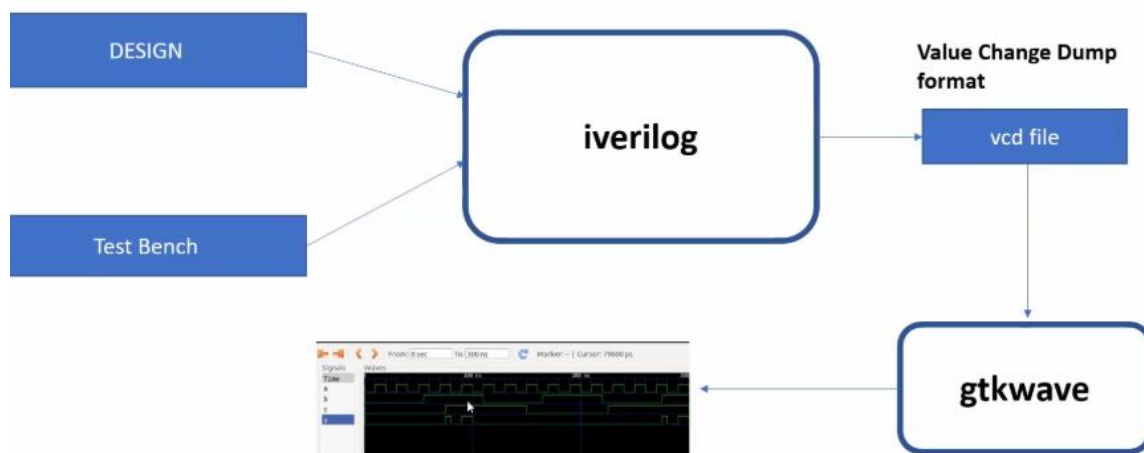 DESIGN
iverilog
Value Change Dump
format
vcd file
Test Bench
gtkwave
From: 0 sec To: 300 ns Marker: -- | Cursor: 79600 ps
Signals Waves
Time
a
b
c
y